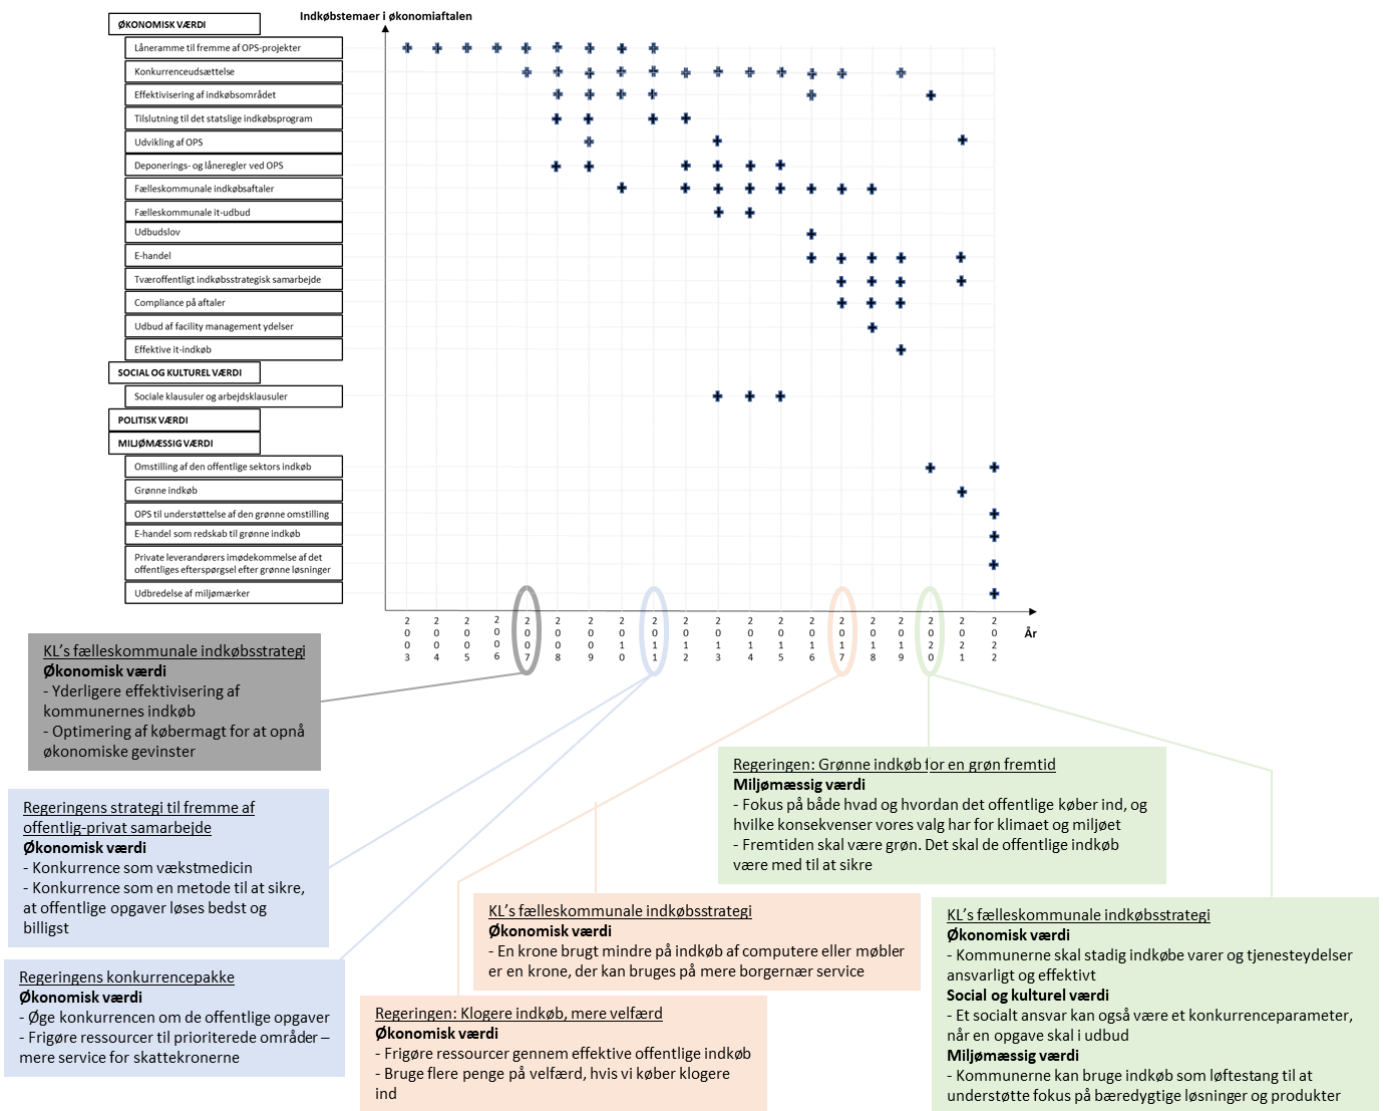 Indkøbstemaer i økonomiaftalen
ØKONOMISK VÆRDI
Låneramme til fremme af OPS-projekter
Konkurrenceudsættelse
Effektivisering af indkøbsområdet
Tilslutning til det statslige indkøbsprogram
Udvikling af OPS
Deponerings- og låneregler ved OPS
Fælleskommunale indkøbsaftaler
Fælleskommunale it-udbud
Udbudslov
E-handel
Tværoffentligt indkøbsstrategisk samarbejde
Compliance på aftaler
Udbud af facility management ydelser
Effektive it-indkøb
SOCIAL OG KULTUREL VÆRDI
Sociale klausuler og arbejdsklausuler
POLITISK VÆRDI
MILJØMÆSSIG VÆRDI
Omstilling af den offentlige sektors indkøb
Grønne indkøb
OPS til understøttelse af den grønne omstilling
E-handel som redskab til grønne indkøb
Private leverandørers imødekommelse af det
offentliges efterspørgsel efter grønne løsninger
Udbredelse af miljømærker
2003 2004 2005 2006 2007 2008 2009 2010 2011 2012 2013 2014 2015 2016 2017 2018 2019 2020 2021 2022
År
KL's fælleskommunale indkøbsstrategi
Økonomisk værdi
- Yderligere effektivisering af
kommunernes indkøb
- Optimering af købermagt for at opnå
økonomiske gevinster
Regeringens strategi til fremme af
offentlig-privat samarbejde
Økonomisk værdi
- Konkurrence som vækstmedicin
- Konkurrence som en metode til at sikre,
at offentlige opgaver løses bedst og
billigst
Regeringens konkurrencepakke
Økonomisk værdi
- Øge konkurrencen om de offentlige opgaver
- Frigøre ressourcer til prioriterede områder –
mere service for skattekronerne
Regeringen: Klogere indkøb, mere velfærd
Økonomisk værdi
- Frigøre ressourcer gennem effektive offentlige indkøb
- Bruge flere penge på velfærd, hvis vi køber klogere
ind
KL's fælleskommunale indkøbsstrategi
Økonomisk værdi
- En krone brugt mindre på indkøb af computere eller møbler
er en krone, der kan bruges på mere borgernær service
Regeringen: Grønne indkøb for en grøn fremtid
Miljømæssig værdi
- Fokus på både hvad og hvordan det offentlige køber ind, og
hvilke konsekvenser vores valg har for klimaet og miljøet
- Fremtiden skal være grøn. Det skal de offentlige indkøb
være med til at sikre
KL's fælleskommunale indkøbsstrategi
Økonomisk værdi
- Kommunerne skal stadig indkøbe varer og tjenesteydelser
ansvarligt og effektivt
Social og kulturel værdi
- Et socialt ansvar kan også være et konkurrenceparameter,
når en opgave skal i udbud
Miljømæssig værdi
- Kommunerne kan bruge indkøb som løftestang til at
understøtte fokus på bæredygtige løsninger og produkter